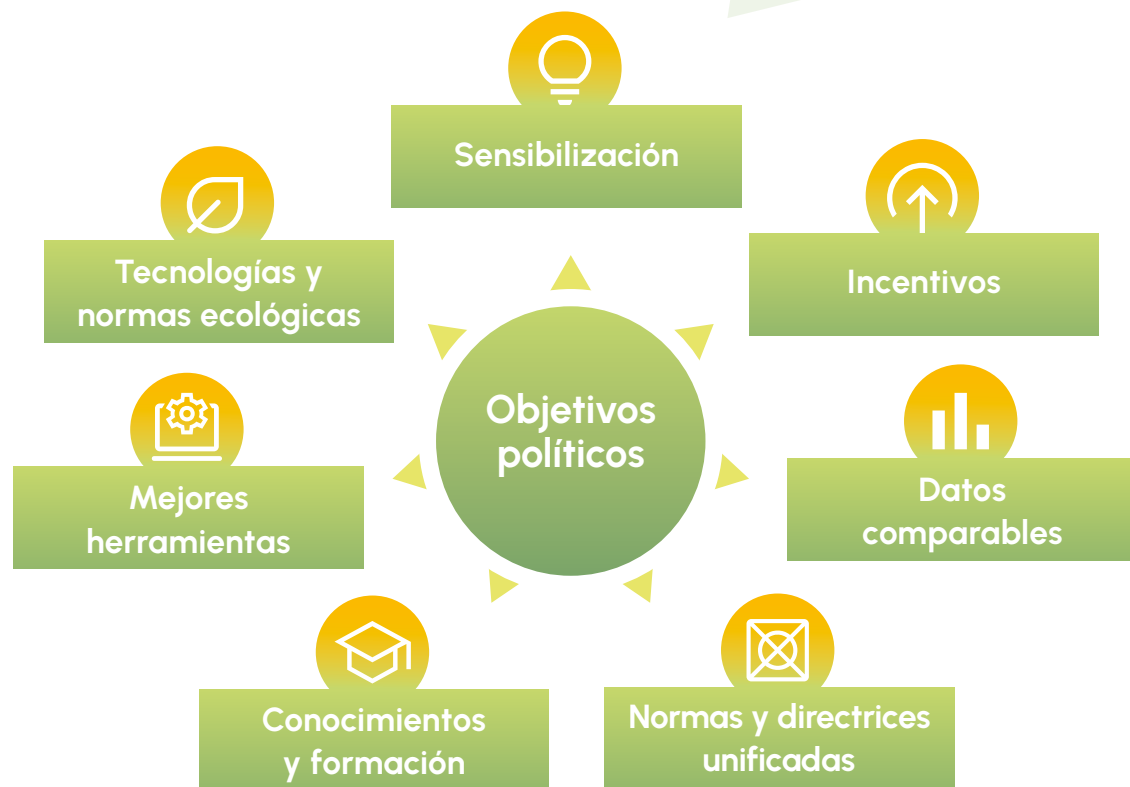 Sensibilización
Tecnologías y
normas ecológicas
Incentivos
Objetivos
políticos
Mejores
herramientas
Datos
comparables
Conocimientos
y formación
Normas y directrices
unificadas